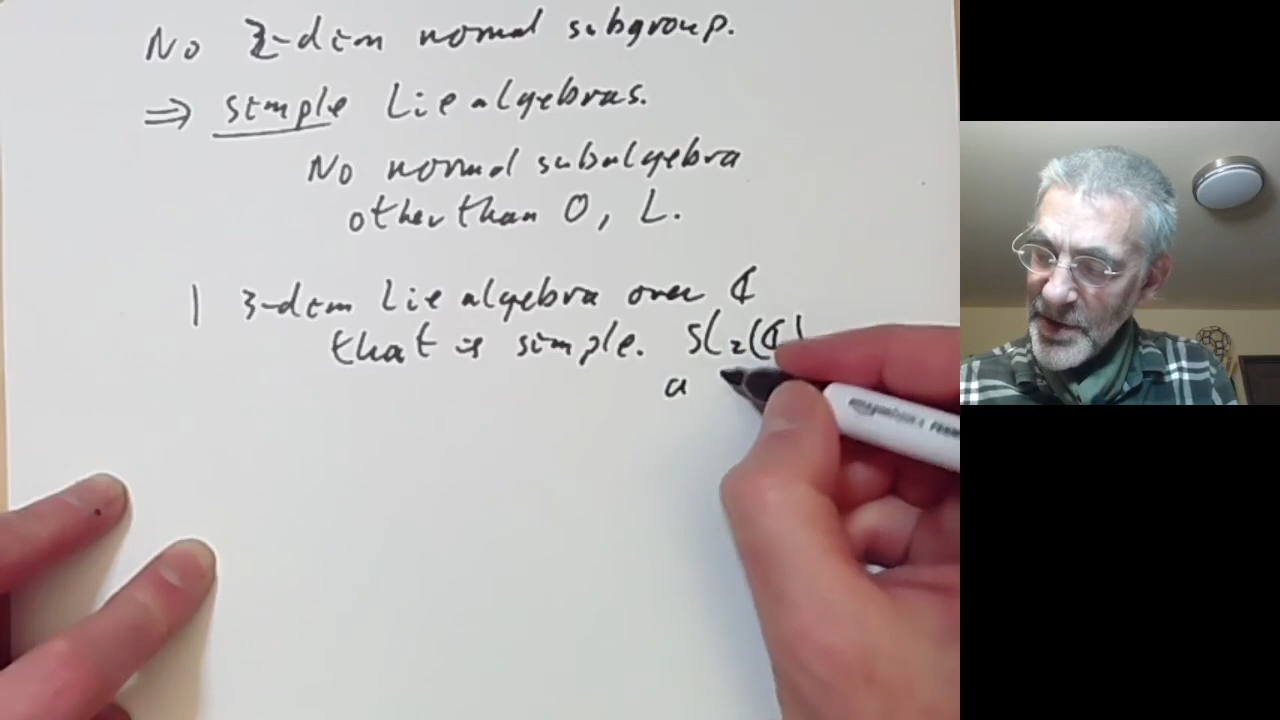 No 2-dim normal subgroup.
⇒ simple Lie algebras.
No normal subalgebra
other than 0, L.
1 3-dim Lie algebra over ℂ
that is simple. SL₂(ℂ)
a